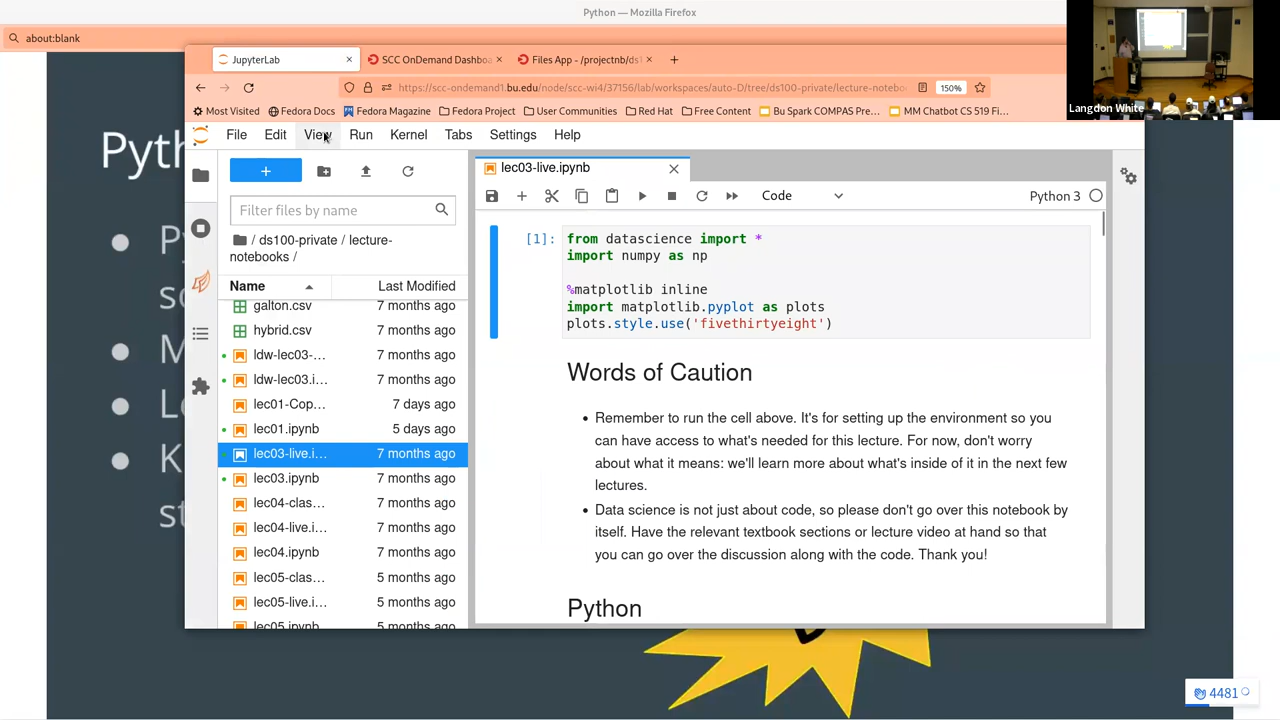 Python — Mozilla Firefox
about:blank
JupyterLab
SCC OnDemand Dashboa
Files App - /projectnb/ds1
https://scc-ondemand1.bu.edu/node/scc-wi4/37156/lab/workspaces/auto-D/tree/ds100-private/lecture-notebo
150%
Most Visited
Fedora Docs
Fedora Magazine
Fedora Project
User Communities
Red Hat
Free Content
Bu Spark COMPAS Pre…
MM Chatbot CS 519 Fi…
Langdon White
File Edit View Run Kernel Tabs Settings Help
lec03-live.ipynb
Code
Python 3
Filter files by name
/ ds100-private / lecture-
notebooks /
Name Last Modified
galton.csv 7 months ago
hybrid.csv 7 months ago
ldw-lec03-… 7 months ago
ldw-lec03.i… 7 months ago
lec01-Cop… 7 days ago
lec01.ipynb 5 days ago
lec03-live.i… 7 months ago
lec03.ipynb 7 months ago
lec04-clas… 7 months ago
lec04-live.i… 7 months ago
lec04.ipynb 7 months ago
lec05-clas… 5 months ago
lec05-live.i… 5 months ago
lec05.ipynb 5 months ago
[1]: from datascience import *
import numpy as np
%matplotlib inline
import matplotlib.pyplot as plots
plots.style.use('fivethirtyeight')
Words of Caution
• Remember to run the cell above. It's for setting up the environment so you
can have access to what's needed for this lecture. For now, don't worry
about what it means: we'll learn more about what's inside of it in the next few
lectures.
• Data science is not just about code, so please don't go over this notebook by
itself. Have the relevant textbook sections or lecture video at hand so that
you can go over the discussion along with the code. Thank you!
Python
Pyth
P
sc
M
L
K
st
4481